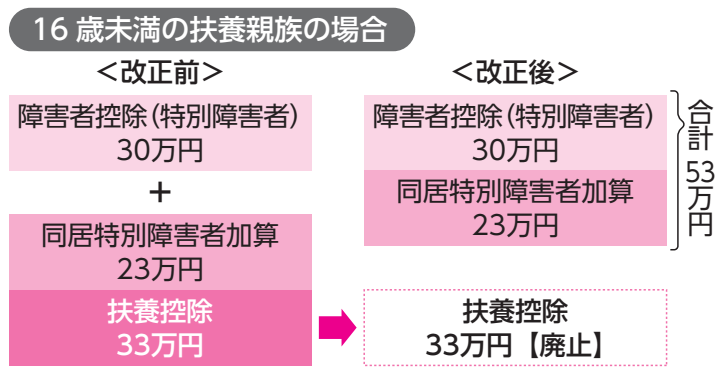 16歳未満の扶養親族の場合
＜改正前＞
障害者控除(特別障害者)
30万円
＋
同居特別障害者加算
23万円
扶養控除
33万円
＜改正後＞
障害者控除(特別障害者)
30万円
同居特別障害者加算
23万円
合計53万円
扶養控除
33万円【廃止】